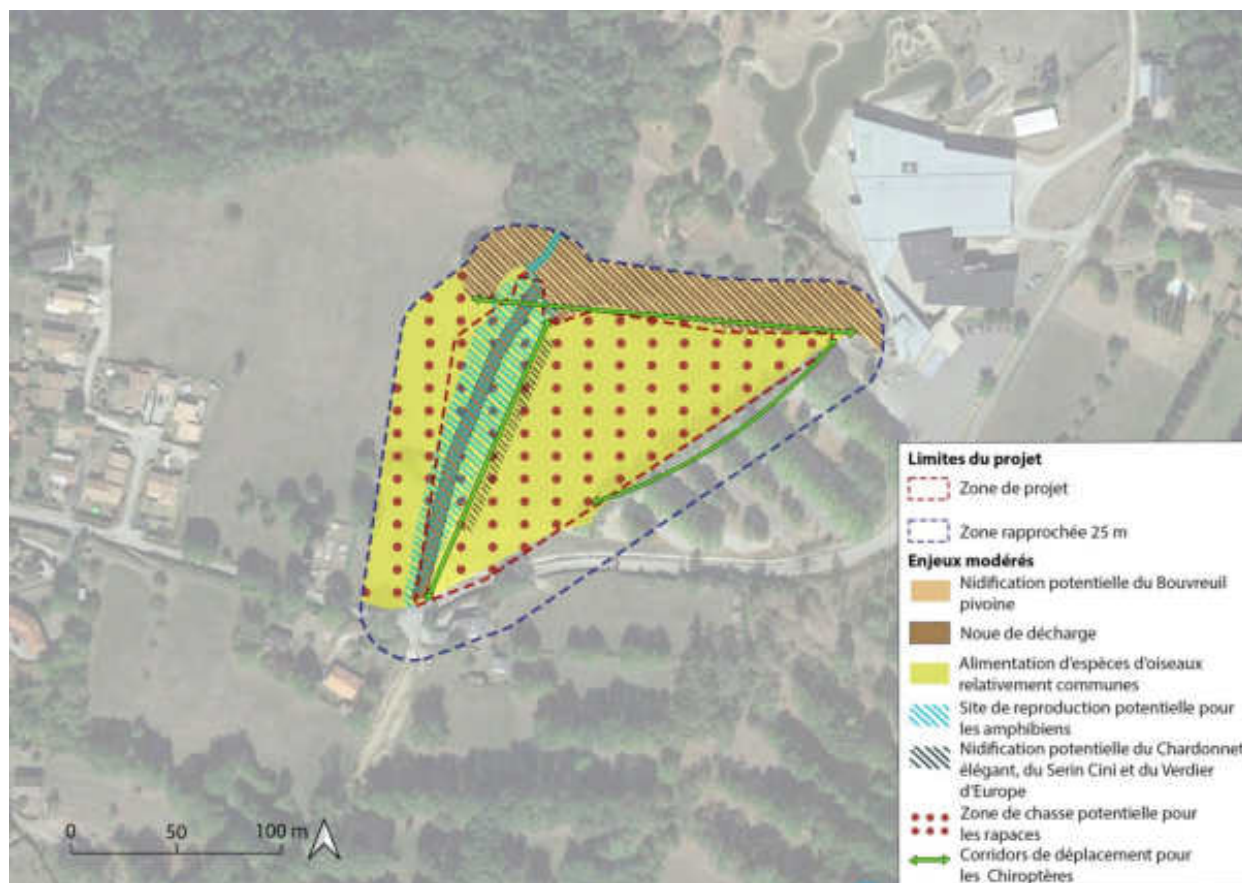 Limites du projet
Zone de projet
Zone rapprochée 25 m
Enjeux modérés
Nidification potentielle du Bouvreuil
pivoine
Noue de décharge
Alimentation d'espèces d'oiseaux
relativement communes
Site de reproduction potentielle pour
les amphibiens
Nidification potentielle du Chardonnet
élégant, du Serin Cini et du Verdier
d'Europe
Zone de chasse potentielle pour
les rapaces
Corridors de déplacement pour
les Chiroptères
0 50 100 m